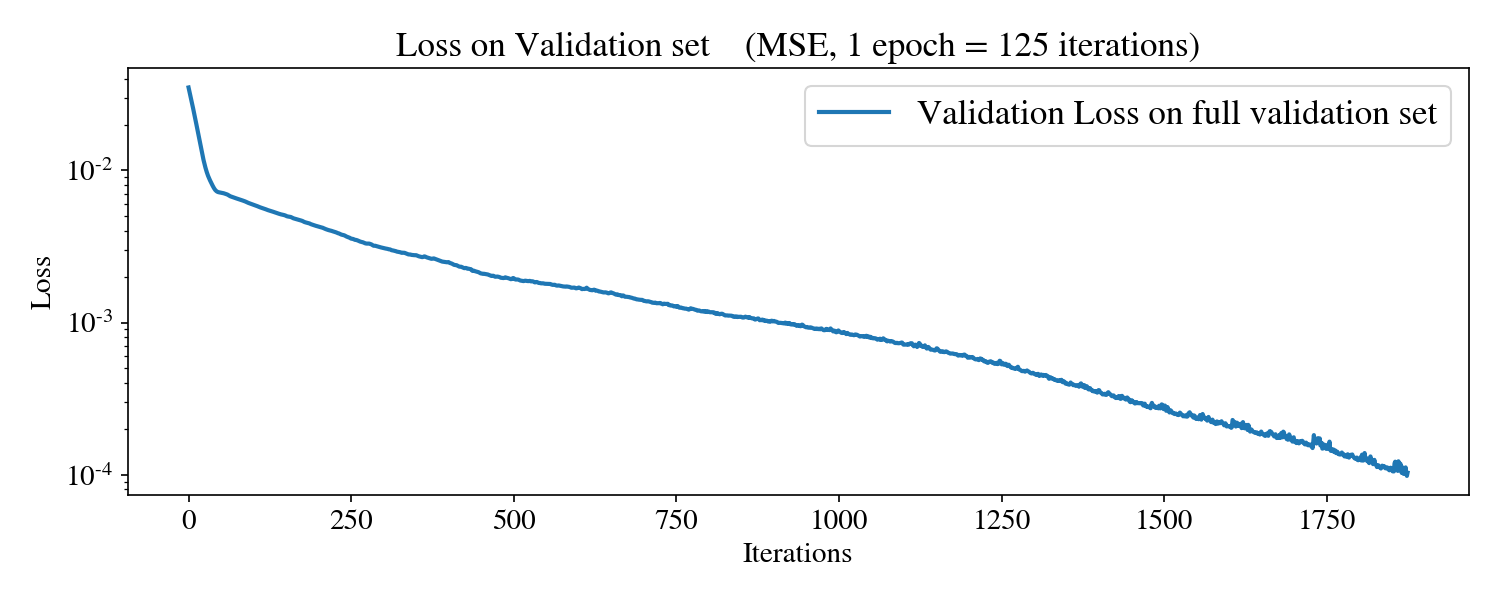 Loss on Validation set    (MSE, 1 epoch = 125 iterations)
Validation Loss on full validation set
Loss
10⁻²
10⁻³
10⁻⁴
0 250 500 750 1000 1250 1500 1750
Iterations